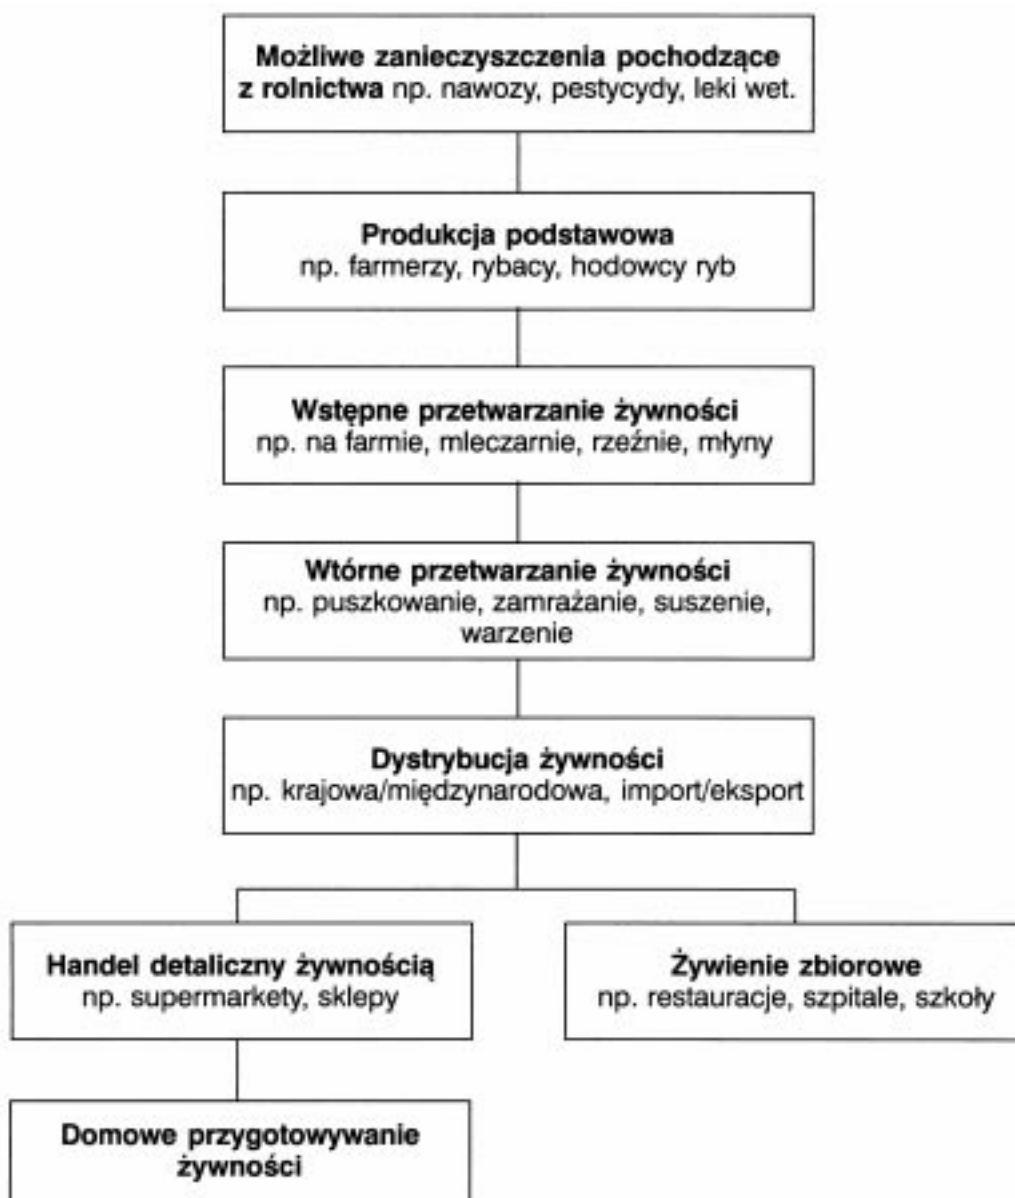 Możliwe zanieczyszczenia pochodzące
z rolnictwa np. nawozy, pestycydy, leki wet.
Produkcja podstawowa
np. farmerzy, rybacy, hodowcy ryb
Wstępne przetwarzanie żywności
np. na farmie, mleczarnie, rzeźnie, młyny
Wtórne przetwarzanie żywności
np. puszkowanie, zamrażanie, suszenie,
warzenie
Dystrybucja żywności
np. krajowa/międzynarodowa, import/eksport
Handel detaliczny żywnością
np. supermarkety, sklepy
Żywienie zbiorowe
np. restauracje, szpitale, szkoły
Domowe przygotowywanie
żywności